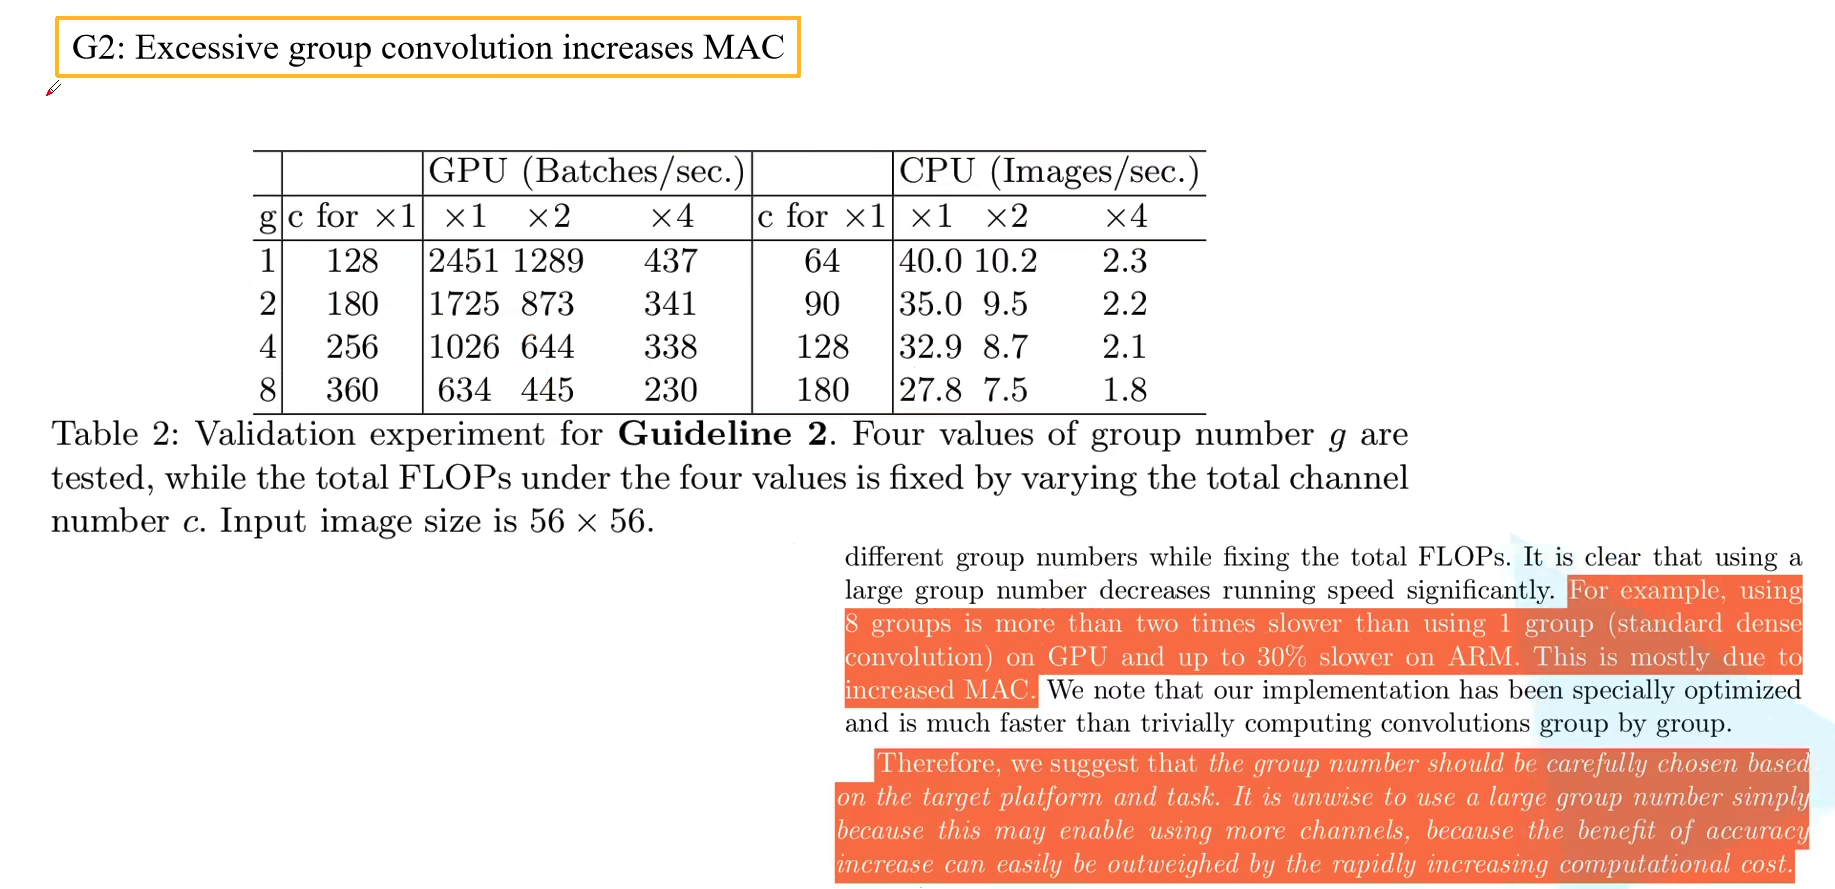 G2: Excessive group convolution increases MAC
GPU (Batches/sec.) CPU (Images/sec.)
g c for ×1 ×1 ×2 ×4 c for ×1 ×1 ×2 ×4
1 128 2451 1289 437 64 40.0 10.2 2.3
2 180 1725 873 341 90 35.0 9.5 2.2
4 256 1026 644 338 128 32.9 8.7 2.1
8 360 634 445 230 180 27.8 7.5 1.8
Table 2: Validation experiment for Guideline 2. Four values of group number g are
tested, while the total FLOPs under the four values is fixed by varying the total channel
number c. Input image size is 56 × 56.
different group numbers while fixing the total FLOPs. It is clear that using a
large group number decreases running speed significantly. For example, using
8 groups is more than two times slower than using 1 group (standard dense
convolution) on GPU and up to 30% slower on ARM. This is mostly due to
increased MAC. We note that our implementation has been specially optimized
and is much faster than trivially computing convolutions group by group.
Therefore, we suggest that the group number should be carefully chosen based
on the target platform and task. It is unwise to use a large group number simply
because this may enable using more channels, because the benefit of accuracy
increase can easily be outweighed by the rapidly increasing computational cost.